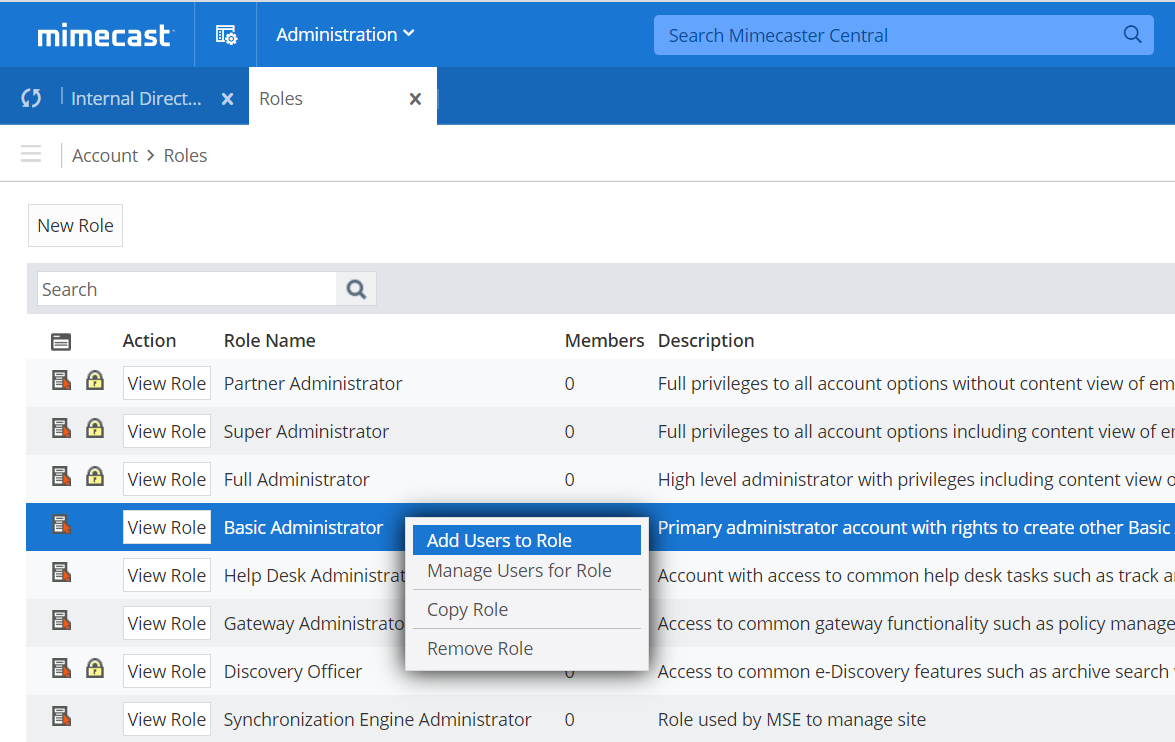 mimecast Administration Search Mimecaster Central
Internal Direct... Roles
Account > Roles
New Role
Search
Action Role Name Members Description
View Role Partner Administrator 0 Full privileges to all account options without content view of em
View Role Super Administrator 0 Full privileges to all account options including content view of
View Role Full Administrator 0 High level administrator with privileges including content view
View Role Basic Administrator Primary administrator account with rights to create other Basic
Add Users to Role
Manage Users for Role
Copy Role
Remove Role
View Role Help Desk Administrat Account with access to common help desk tasks such as track
View Role Gateway Administrato Access to common gateway functionality such as policy manage
View Role Discovery Officer 0 Access to common e-Discovery features such as archive search
View Role Synchronization Engine Administrator 0 Role used by MSE to manage site